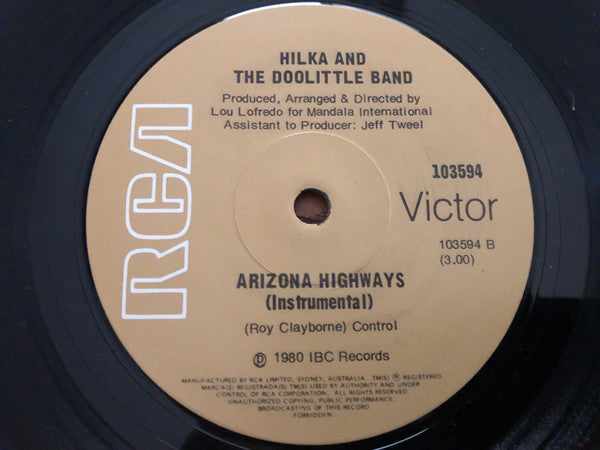 HILKA AND
THE DOOLITTLE BAND
Produced, Arranged & Directed by
Lou Lofredo for Mandala International
Assistant to Producer: Jeff Tweel
RCA
103594
Victor
103594 B
(3.00)
ARIZONA HIGHWAYS
(Instrumental)
(Roy Clayborne) Control
℗ 1980 IBC Records
MANUFACTURED BY RCA LIMITED, SYDNEY, AUSTRALIA. TM(S) ® REGISTERED
MARCA(S) REGISTRADA(S) TM(S) USED BY AUTHORITY AND UNDER
CONTROL OF RCA CORPORATION. ALL RIGHTS RESERVED.
UNAUTHORIZED COPYING, PUBLIC PERFORMANCE,
BROADCASTING OF THIS RECORD
FORBIDDEN.